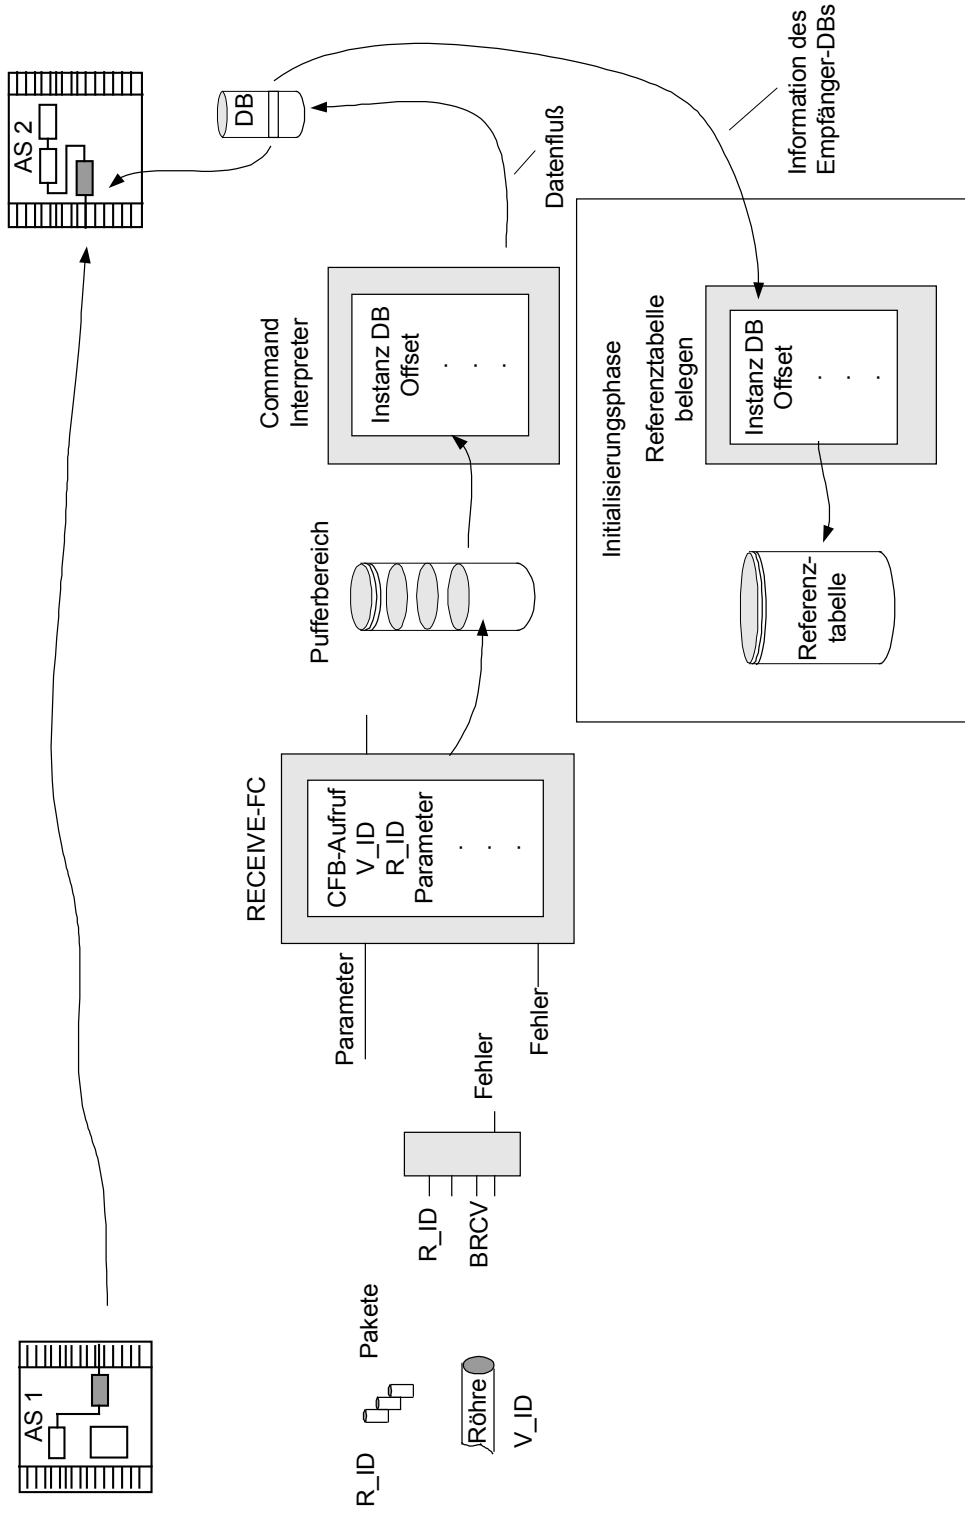 AS 1
R_ID
Pakete
Röhre
V_ID
R_ID
BRCV
Fehler
Parameter
Fehler
RECEIVE-FC
CFB-Aufruf
V_ID
R_ID
Parameter
.
.
.
Pufferbereich
Command
Interpreter
Instanz DB
Offset
.
.
.
Datenfluß
AS 2
DB
Information des
Empfänger-DBs
Initialisierungsphase
Referenztabelle
belegen
Instanz DB
Offset
.
.
.
Referenz-
tabelle